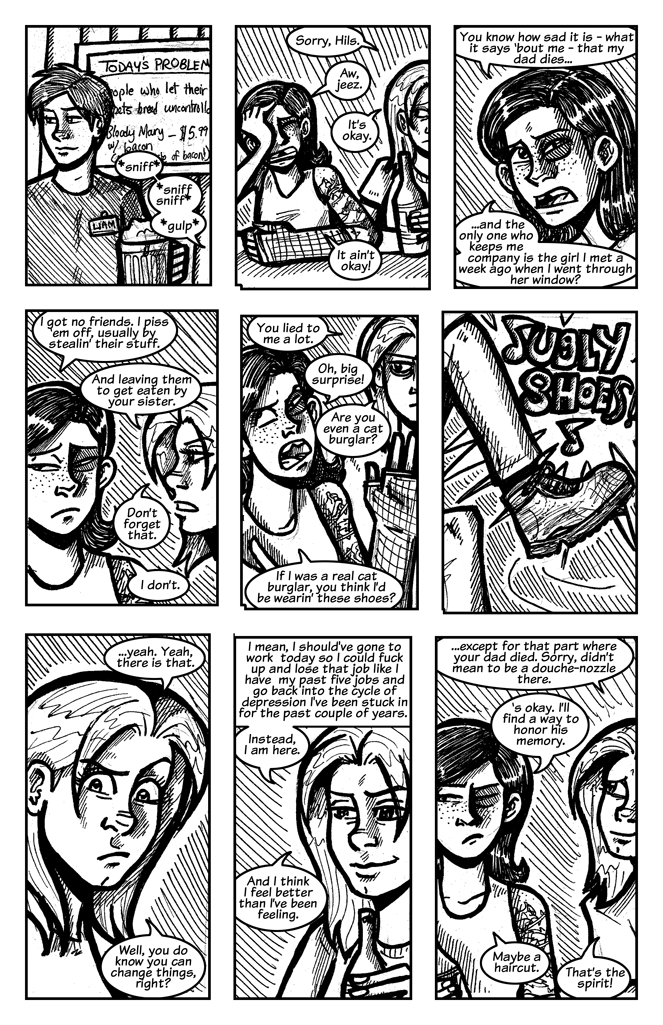 TODAY'S PROBLEM
ople who let their
pets breed uncontrolla
Bloody Mary - $5.99
w/ bacon
of bacon!)
*sniff*
*sniff
sniff*
*gulp*
LIAM
Sorry, Hils.
Aw,
jeez.
It's
okay.
It ain't
okay!
You know how sad it is - what
it says 'bout me - that my
dad dies...
...and the
only one who
keeps me
company is the girl I met a
week ago when I went through
her window?
I got no friends. I piss
'em off, usually by
stealin' their stuff.
And leaving them
to get eaten by
your sister.
Don't
forget
that.
I don't.
You lied to
me a lot.
Oh, big
surprise!
Are you
even a cat
burglar?
If I was a real cat
burglar, you think I'd
be wearin' these shoes?
SUGLY
SHOES!
...yeah. Yeah,
there is that.
Well, you do
know you can
change things,
right?
I mean, I should've gone to
work today so I could fuck
up and lose that job like I
have my past five jobs and
go back into the cycle of
depression I've been stuck in
for the past couple of years.
Instead,
I am here.
And I think
I feel better
than I've been
feeling.
...except for that part where
your dad died. Sorry, didn't
mean to be a douche-nozzle
there.
's okay. I'll
find a way to
honor his
memory.
Maybe a
haircut.
That's the
spirit!